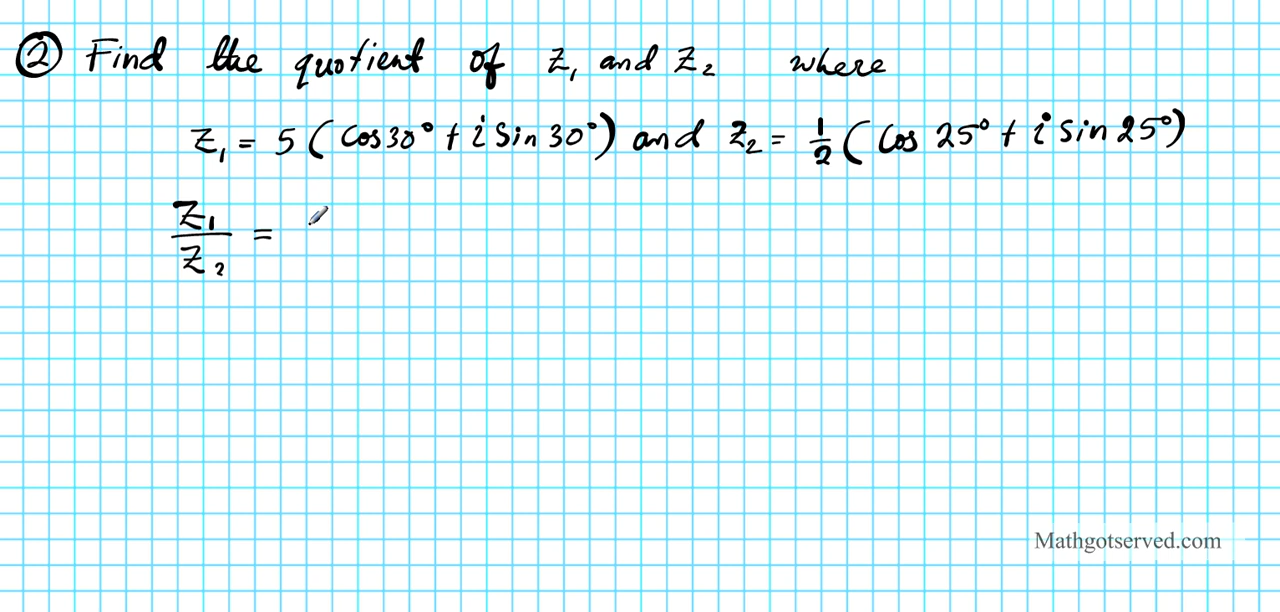 ② Find the quotient of z₁ and z₂ where
z₁ = 5 (cos 30° + i sin 30°) and z₂ = 1/2 (cos 25° + i sin 25°)
z₁/z₂ =
Mathgotserved.com